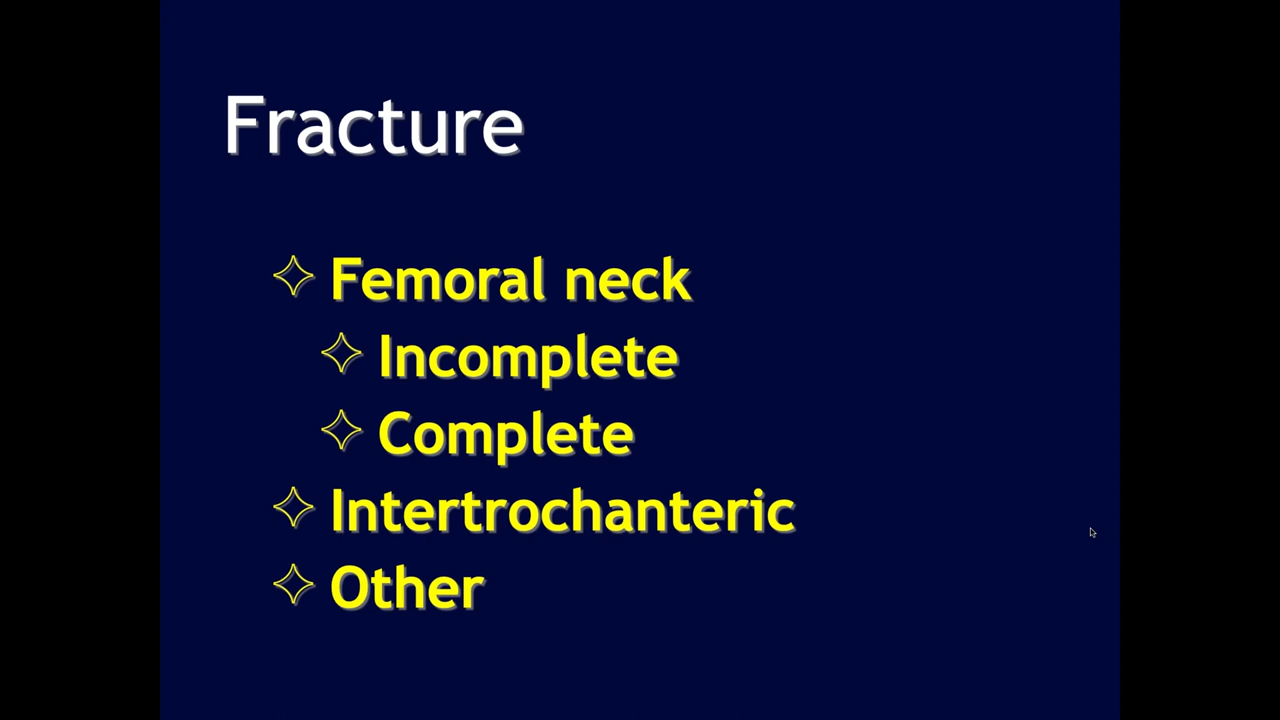 Fracture
✧ Femoral neck
✧ Incomplete
✧ Complete
✧ Intertrochanteric
✧ Other